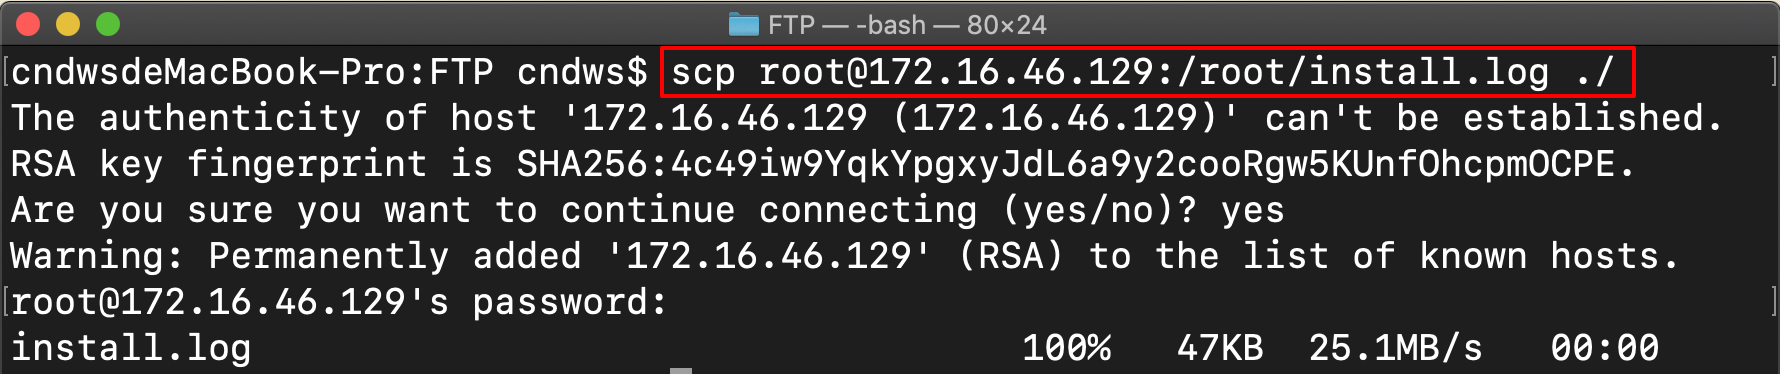 FTP — -bash — 80×24
[cndwsdeMacBook-Pro:FTP cndws$ scp root@172.16.46.129:/root/install.log ./ ]
The authenticity of host '172.16.46.129 (172.16.46.129)' can't be established.
RSA key fingerprint is SHA256:4c49iw9YqkYpgxyJdL6a9y2cooRgw5KUnfOhcpmOCPE.
Are you sure you want to continue connecting (yes/no)? yes
Warning: Permanently added '172.16.46.129' (RSA) to the list of known hosts.
[root@172.16.46.129's password: ]
install.log 100% 47KB 25.1MB/s 00:00